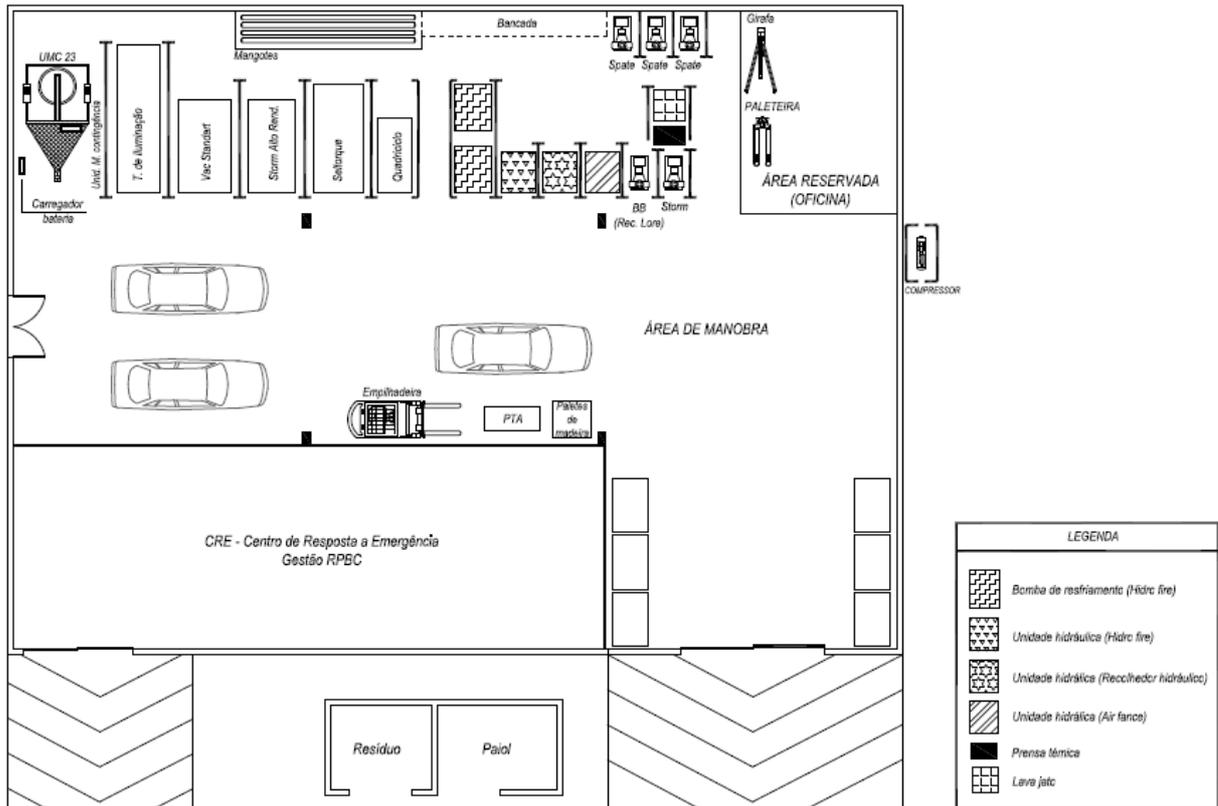 Bancada
Girafa
Mangotes
UMC 23
Spate
Spate
Spate
Unid. M. contingência
T. de iluminação
Vac Standart
Storm Alto Rend.
Seltorque
Quadriciclo
PALETEIRA
ÁREA RESERVADA
(OFICINA)
Carregador
bateria
BB
(Rec. Lore)
Storm
COMPRESSOR
ÁREA DE MANOBRA
Empilhadeira
PTA
Paletes
de
madeira
CRE - Centro de Resposta a Emergência
Gestão RPBC
LEGENDA
Bomba de resfriamento (Hidro fire)
Unidade hidráulica (Hidro fire)
Unidade hidrálica (Recolhedor hidráulico)
Unidade hidrálica (Air fance)
Prensa témica
Lava jato
Resíduo
Paiol